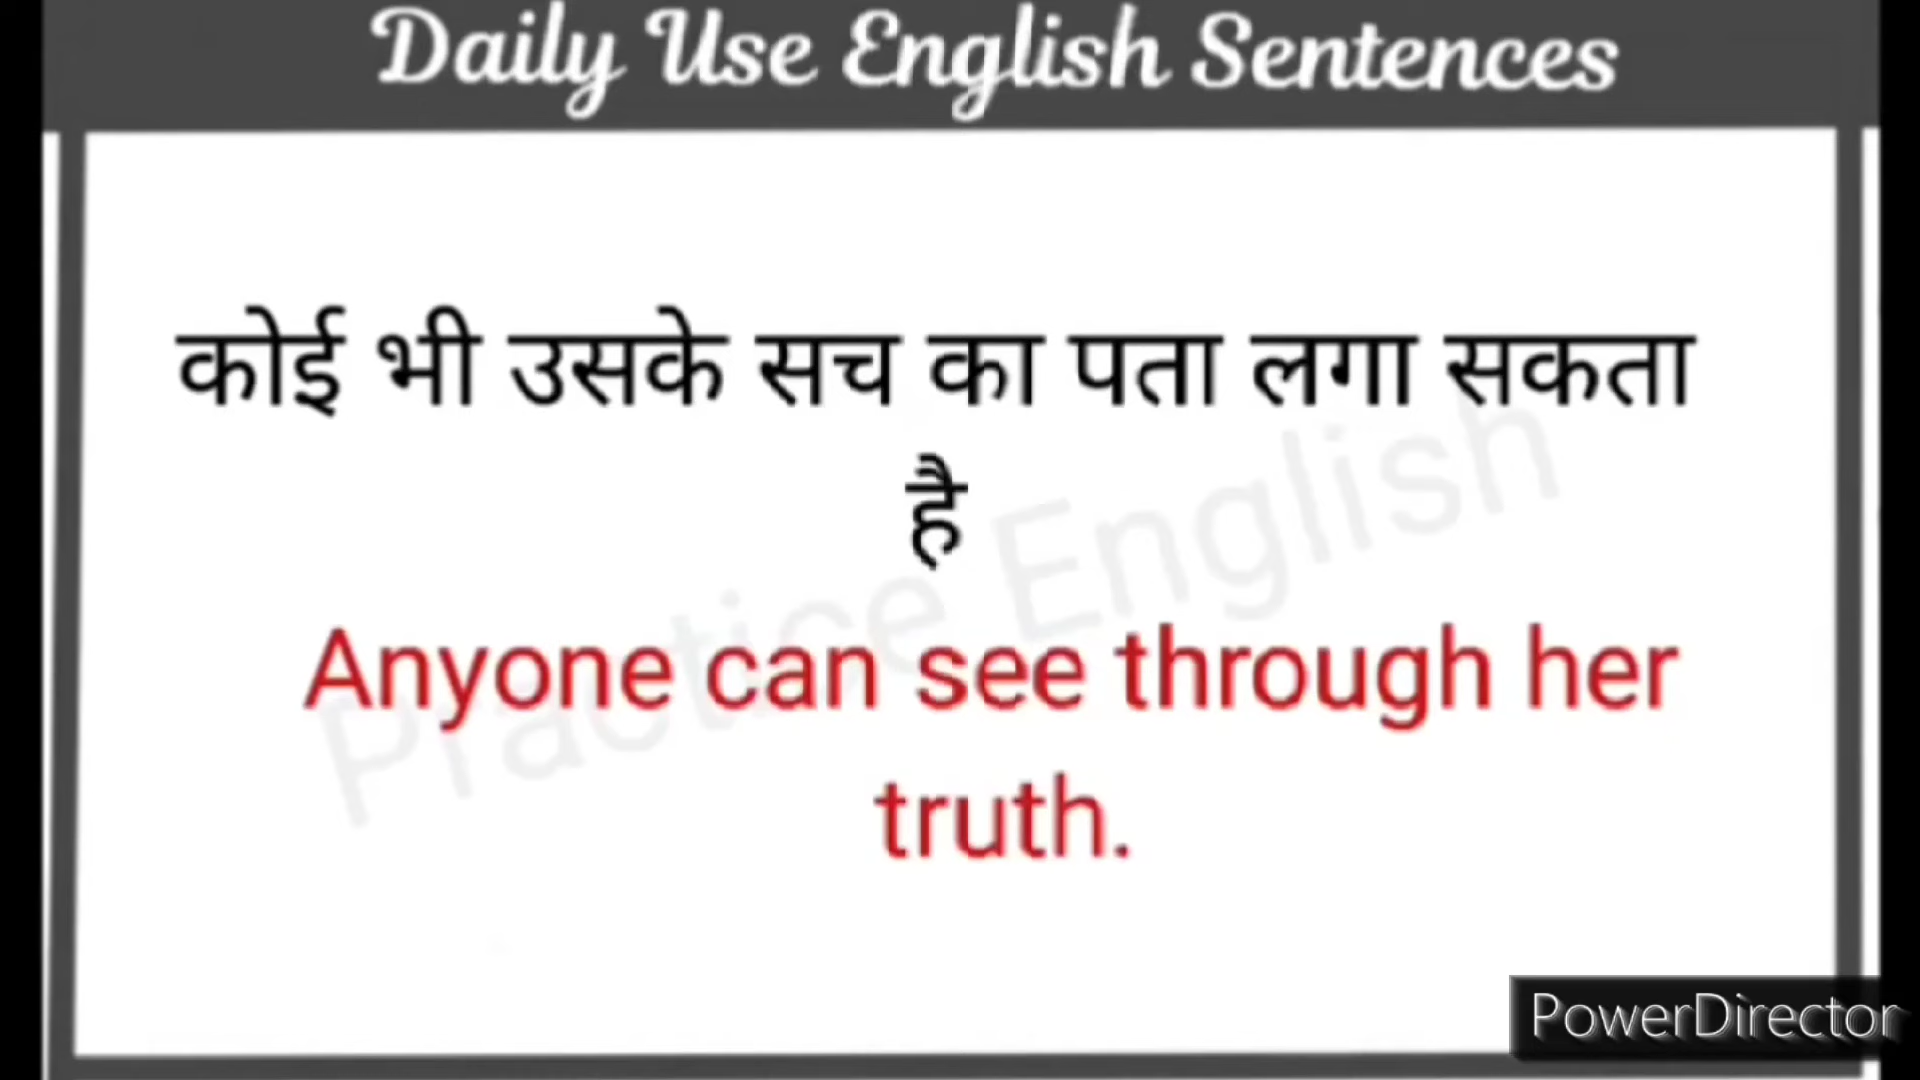 Daily Use English Sentences
कोई भी उसके सच का पता लगा सकता
है
Practice English
Anyone can see through her
truth.
PowerDirector